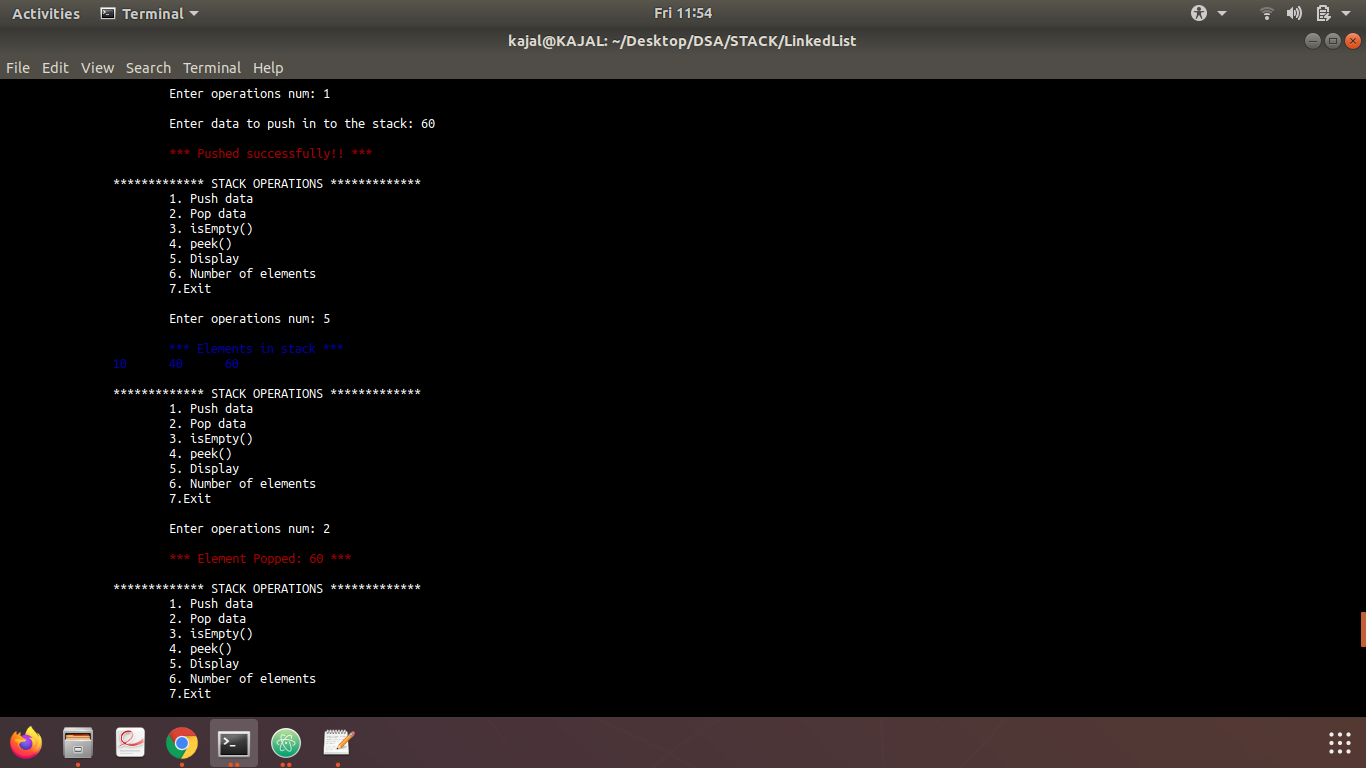 Activities Terminal Fri 11:54
kajal@KAJAL: ~/Desktop/DSA/STACK/LinkedList
File Edit View Search Terminal Help
Enter operations num: 1
Enter data to push in to the stack: 60
*** Pushed successfully!! ***
************* STACK OPERATIONS *************
1. Push data
2. Pop data
3. isEmpty()
4. peek()
5. Display
6. Number of elements
7.Exit
Enter operations num: 5
*** Elements in stack ***
10 40 60
************* STACK OPERATIONS *************
1. Push data
2. Pop data
3. isEmpty()
4. peek()
5. Display
6. Number of elements
7.Exit
Enter operations num: 2
*** Element Popped: 60 ***
************* STACK OPERATIONS *************
1. Push data
2. Pop data
3. isEmpty()
4. peek()
5. Display
6. Number of elements
7.Exit